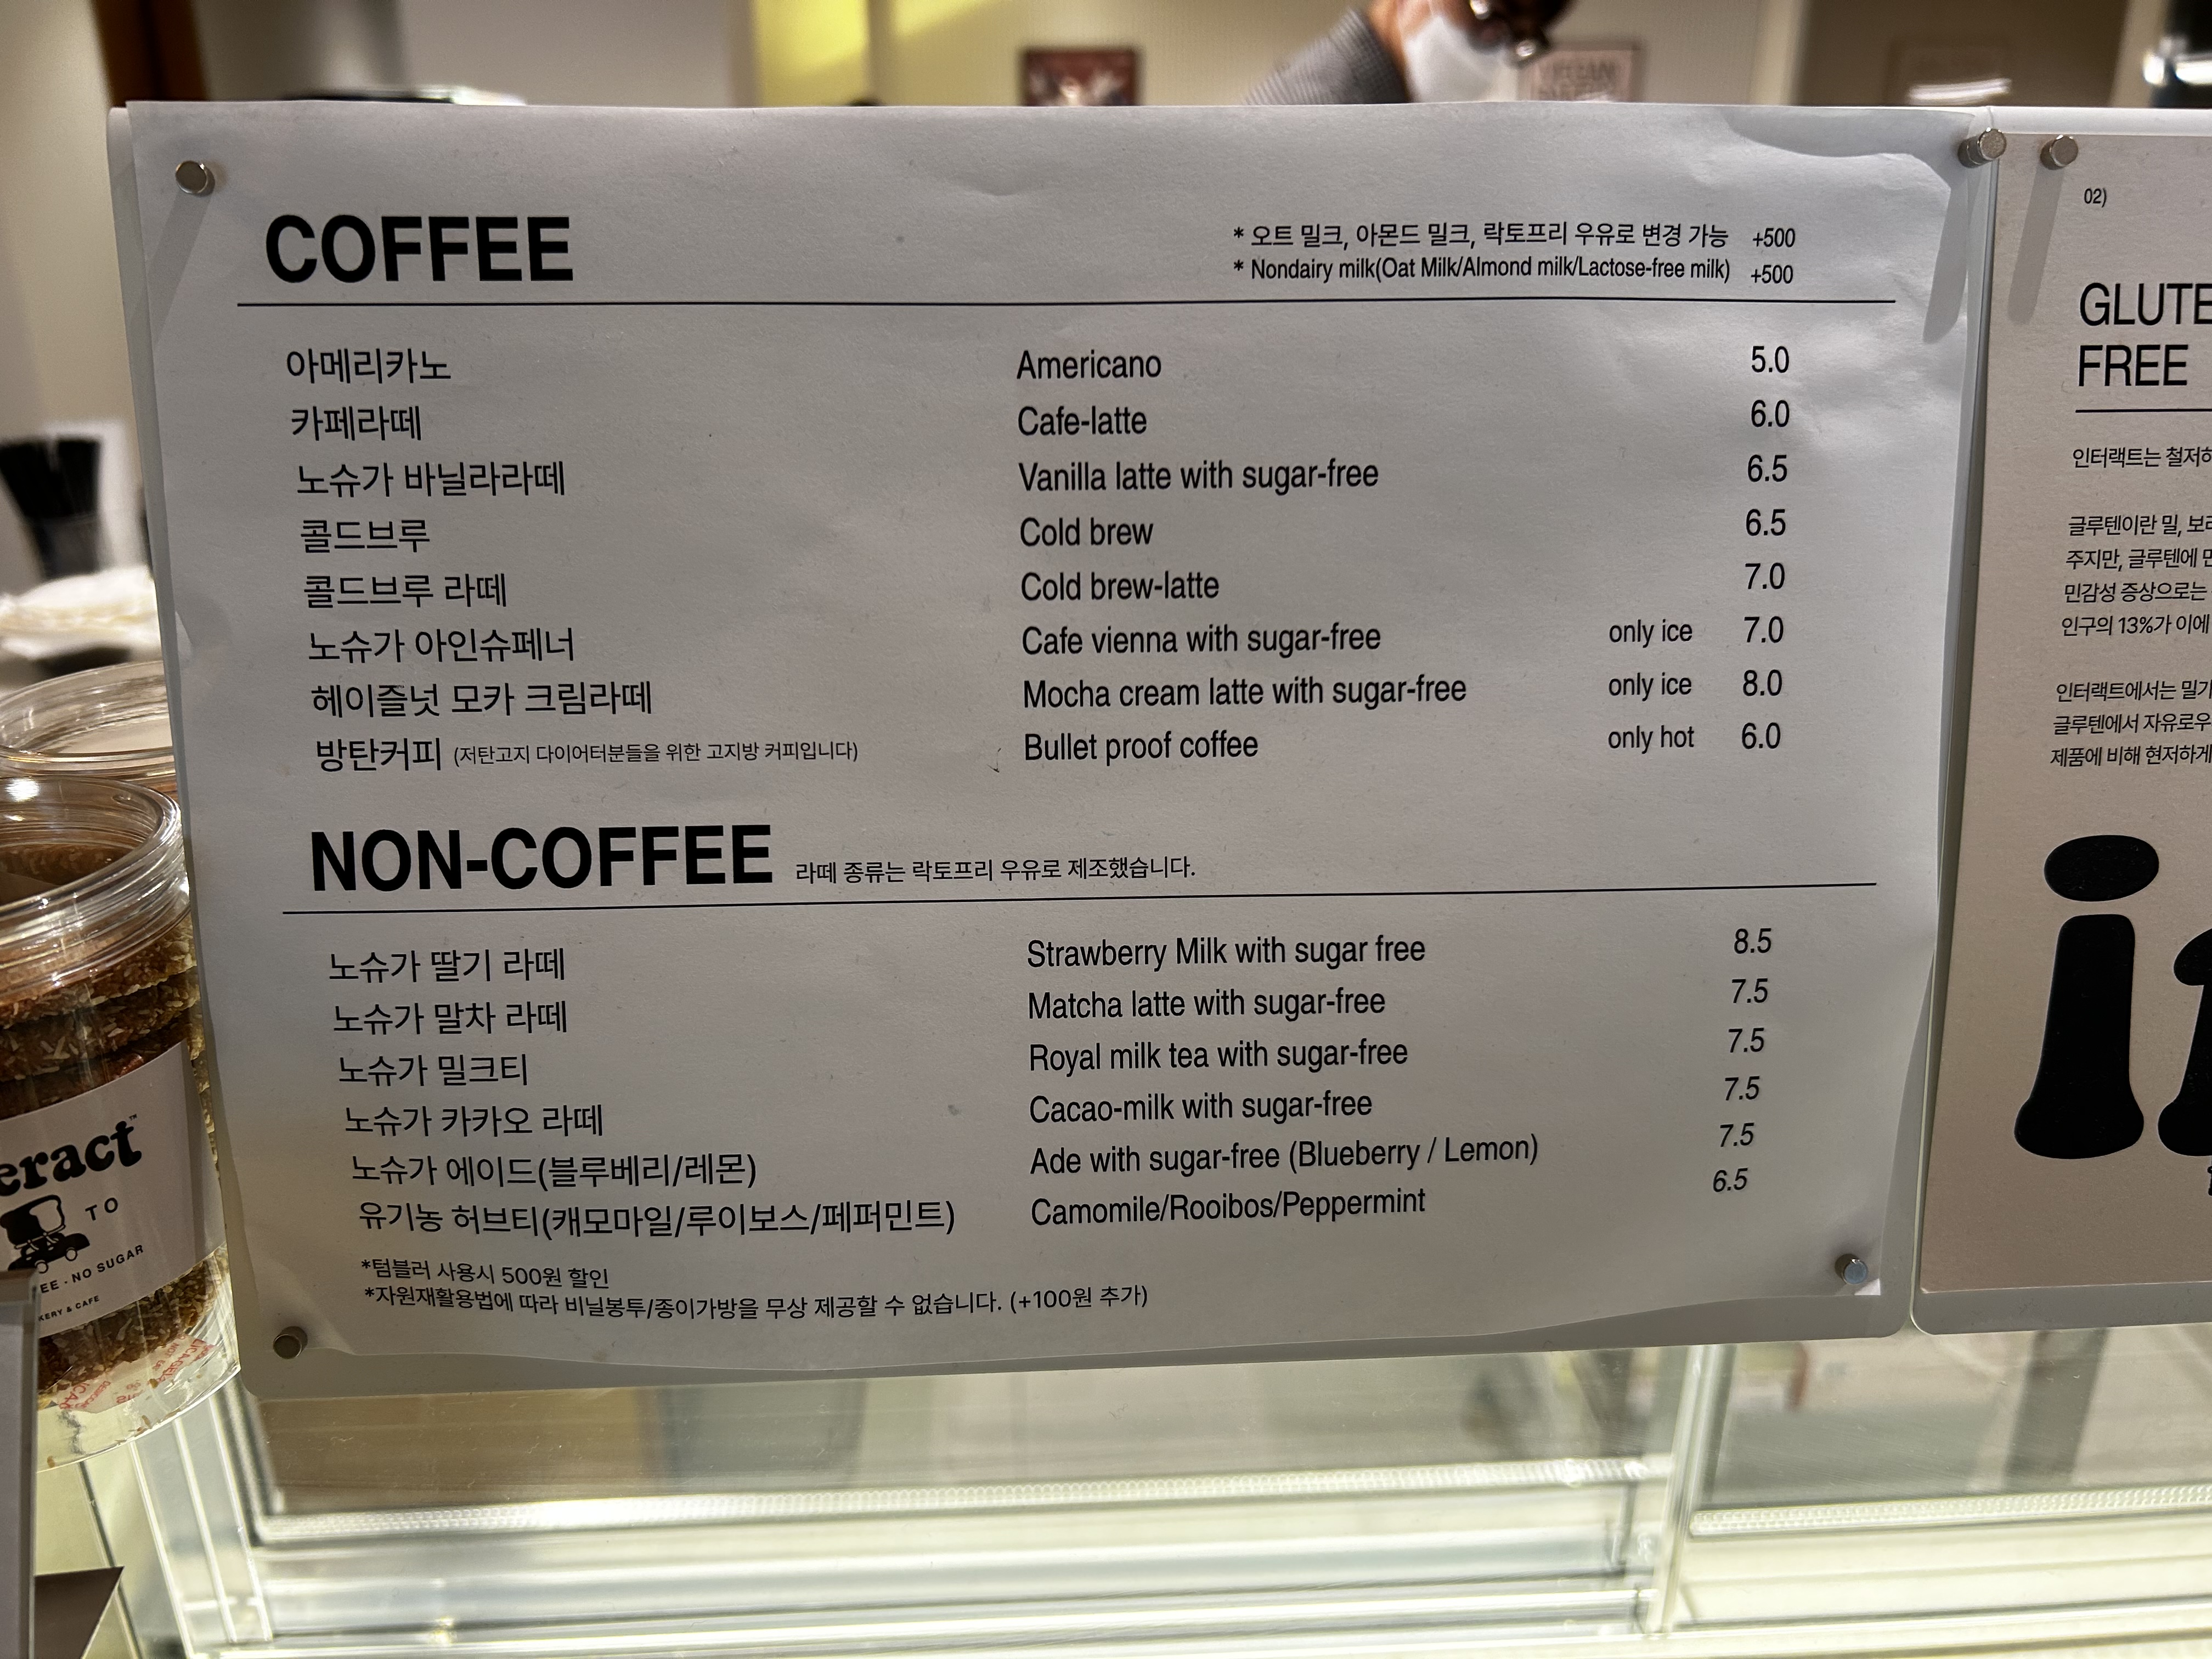 COFFEE
* 오트 밀크, 아몬드 밀크, 락토프리 우유로 변경 가능 +500
* Nondairy milk(Oat Milk/Almond milk/Lactose-free milk) +500
아메리카노 Americano 5.0
카페라떼 Cafe-latte 6.0
노슈가 바닐라라떼 Vanilla latte with sugar-free 6.5
콜드브루 Cold brew 6.5
콜드브루 라떼 Cold brew-latte 7.0
노슈가 아인슈페너 Cafe vienna with sugar-free only ice 7.0
헤이즐넛 모카 크림라떼 Mocha cream latte with sugar-free only ice 8.0
방탄커피 (저탄고지 다이어터분들을 위한 고지방 커피입니다) Bullet proof coffee only hot 6.0
NON-COFFEE 라떼 종류는 락토프리 우유로 제조했습니다.
노슈가 딸기 라떼 Strawberry Milk with sugar free 8.5
노슈가 말차 라떼 Matcha latte with sugar-free 7.5
노슈가 밀크티 Royal milk tea with sugar-free 7.5
노슈가 카카오 라떼 Cacao-milk with sugar-free 7.5
노슈가 에이드(블루베리/레몬) Ade with sugar-free (Blueberry / Lemon) 7.5
유기농 허브티(캐모마일/루이보스/페퍼민트) Camomile/Rooibos/Peppermint 6.5
*텀블러 사용시 500원 할인
*자원재활용법에 따라 비닐봉투/종이가방을 무상 제공할 수 없습니다. (+100원 추가)
02)
GLUTE
FREE
인터랙트는 철저히
글루텐이란 밀, 보리
주지만, 글루텐에 민
민감성 증상으로는
인구의 13%가 이에
인터랙트에서는 밀가
글루텐에서 자유로우
제품에 비해 현저하게
it
eract™
TO
EE · NO SUGAR
KERY & CAFE